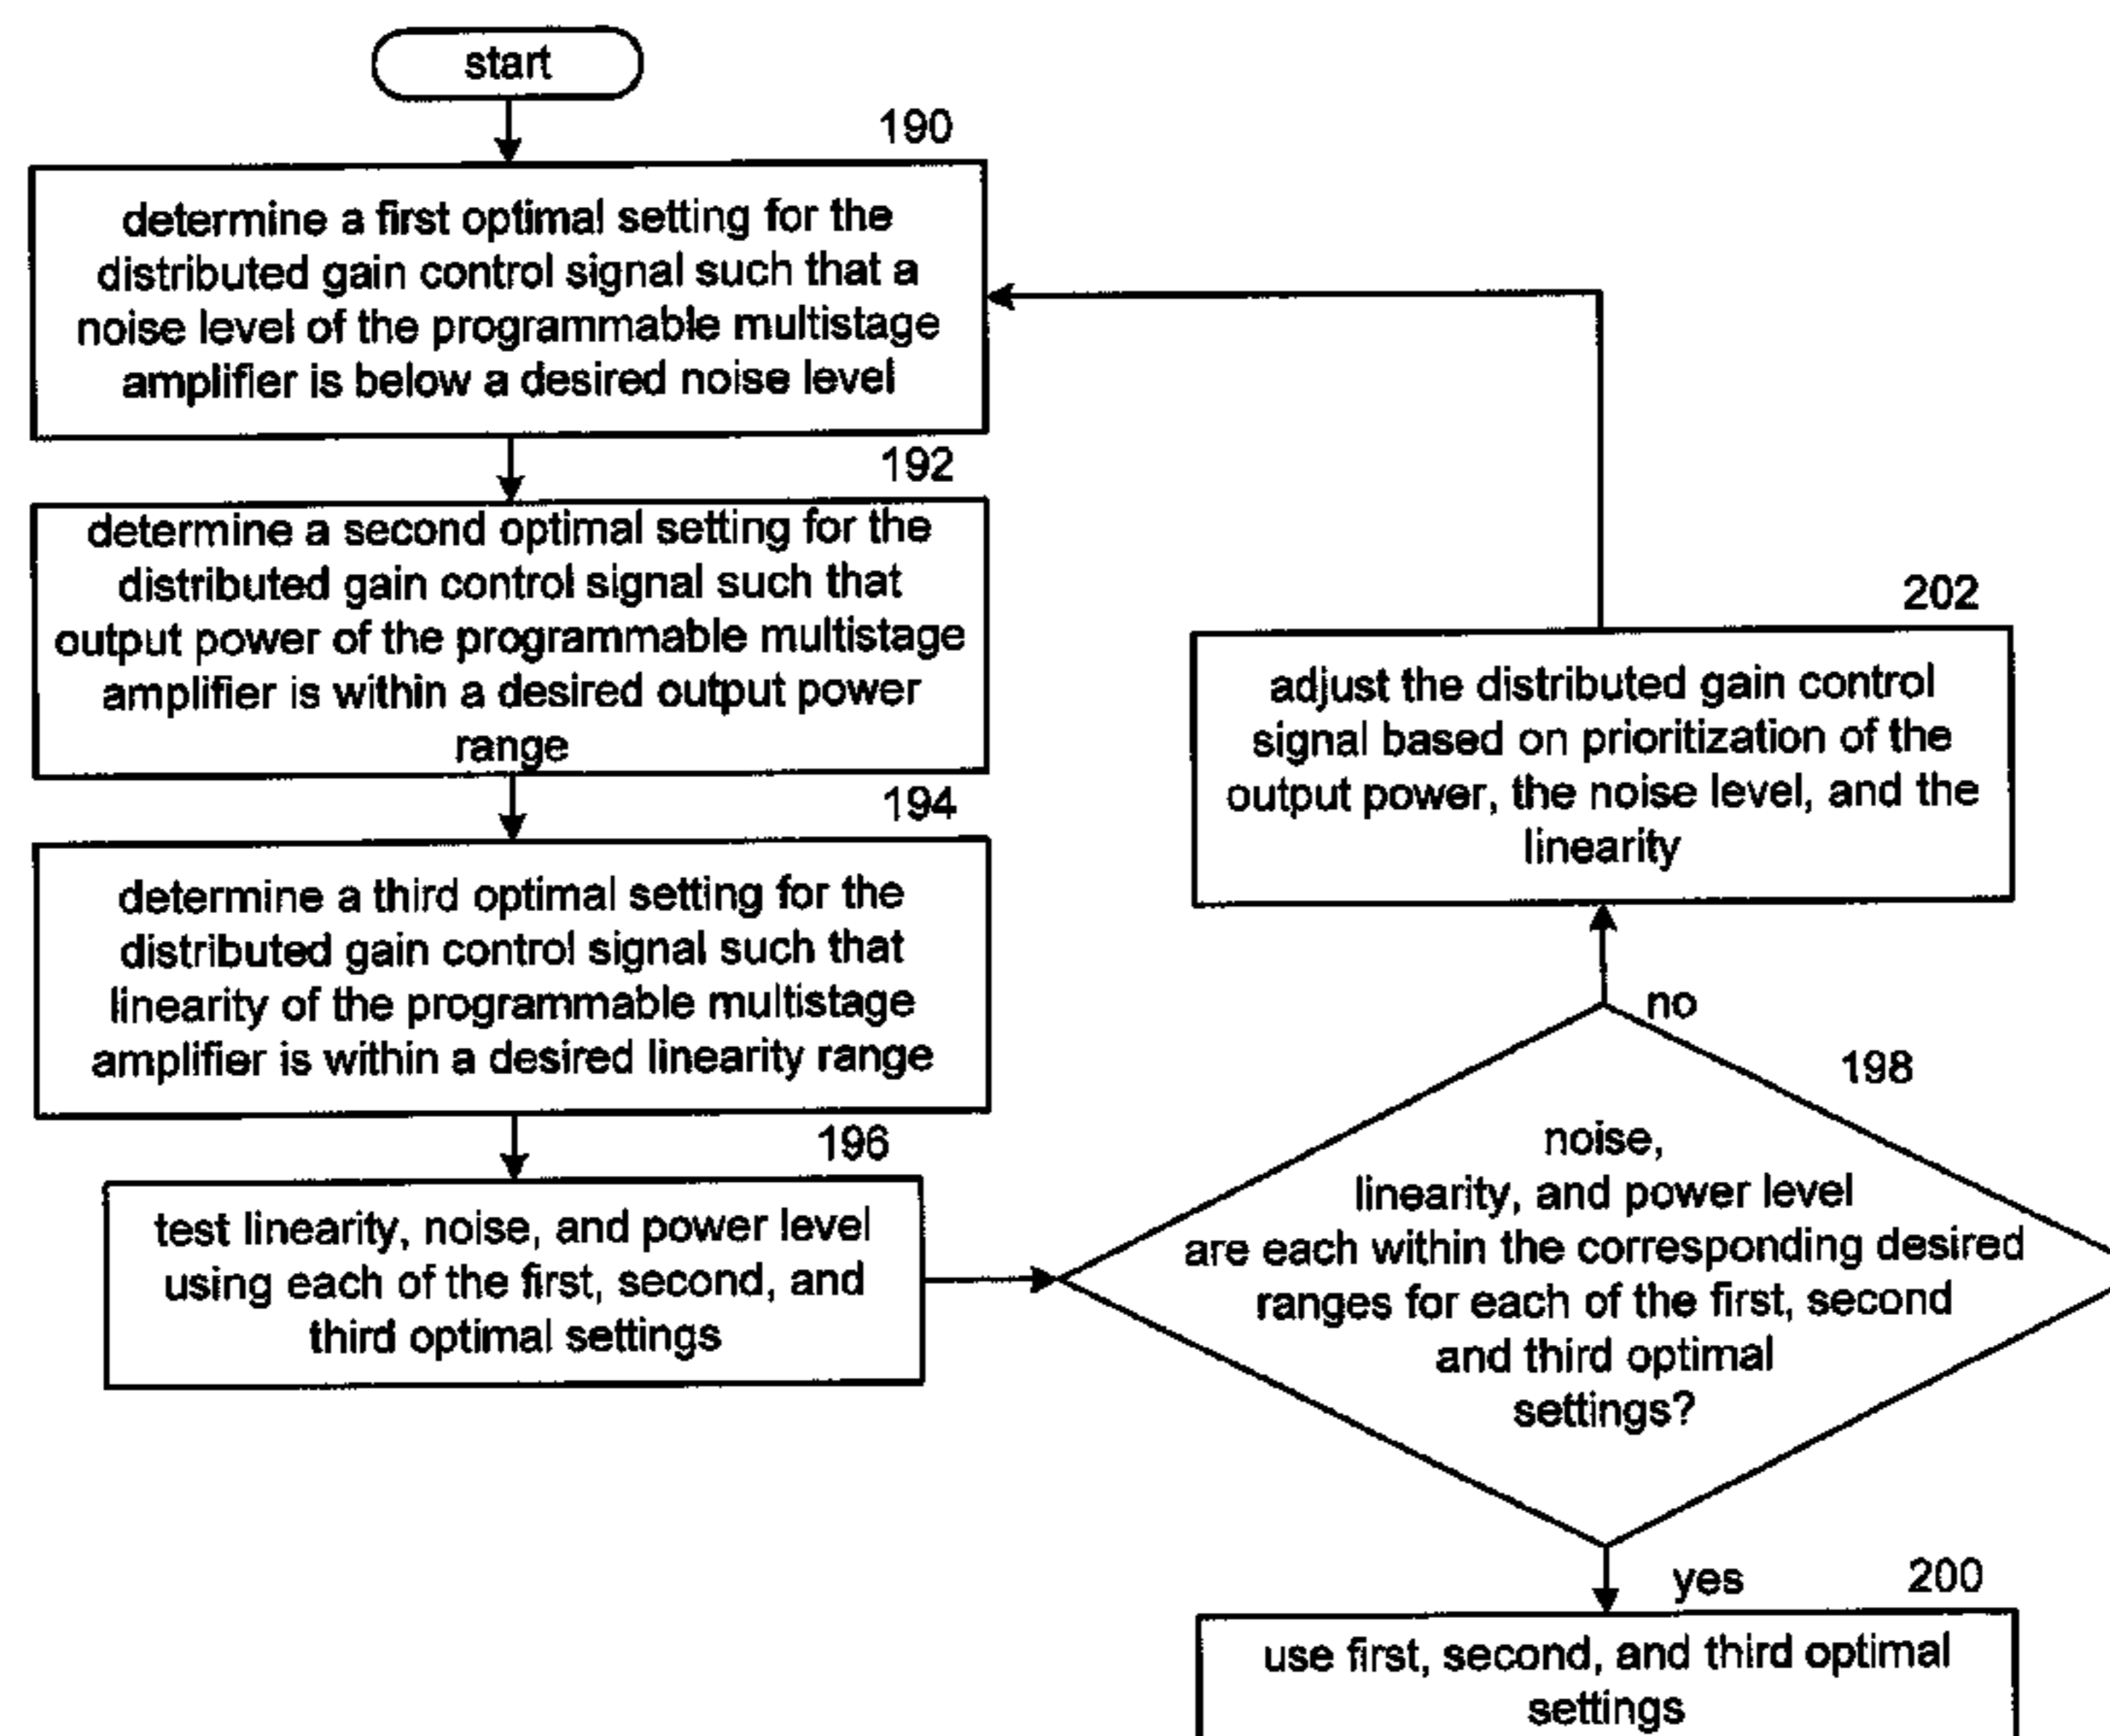 start
190
determine a first optimal setting for the
distributed gain control signal such that a
noise level of the programmable multistage
amplifier is below a desired noise level
192
determine a second optimal setting for the
distributed gain control signal such that
output power of the programmable multistage
amplifier is within a desired output power
range
194
determine a third optimal setting for the
distributed gain control signal such that
linearity of the programmable multistage
amplifier is within a desired linearity range
196
test linearity, noise, and power level
using each of the first, second, and
third optimal settings
202
adjust the distributed gain control
signal based on prioritization of the
output power, the noise level, and the
linearity
no
198
noise,
linearity, and power level
are each within the corresponding desired
ranges for each of the first, second
and third optimal
settings?
yes
200
use first, second, and third optimal
settings